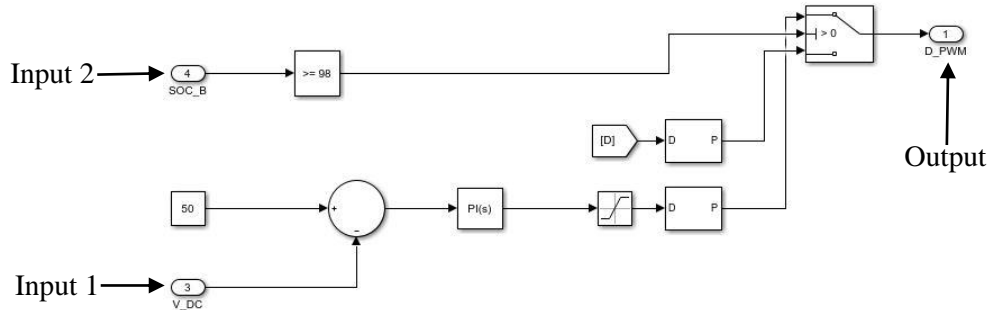 1
> 0
D_PWM
Input 2
4
SOC_B
>= 98
[D]
D
P
Output
50
+
−
PI(s)
D
P
Input 1
3
V_DC